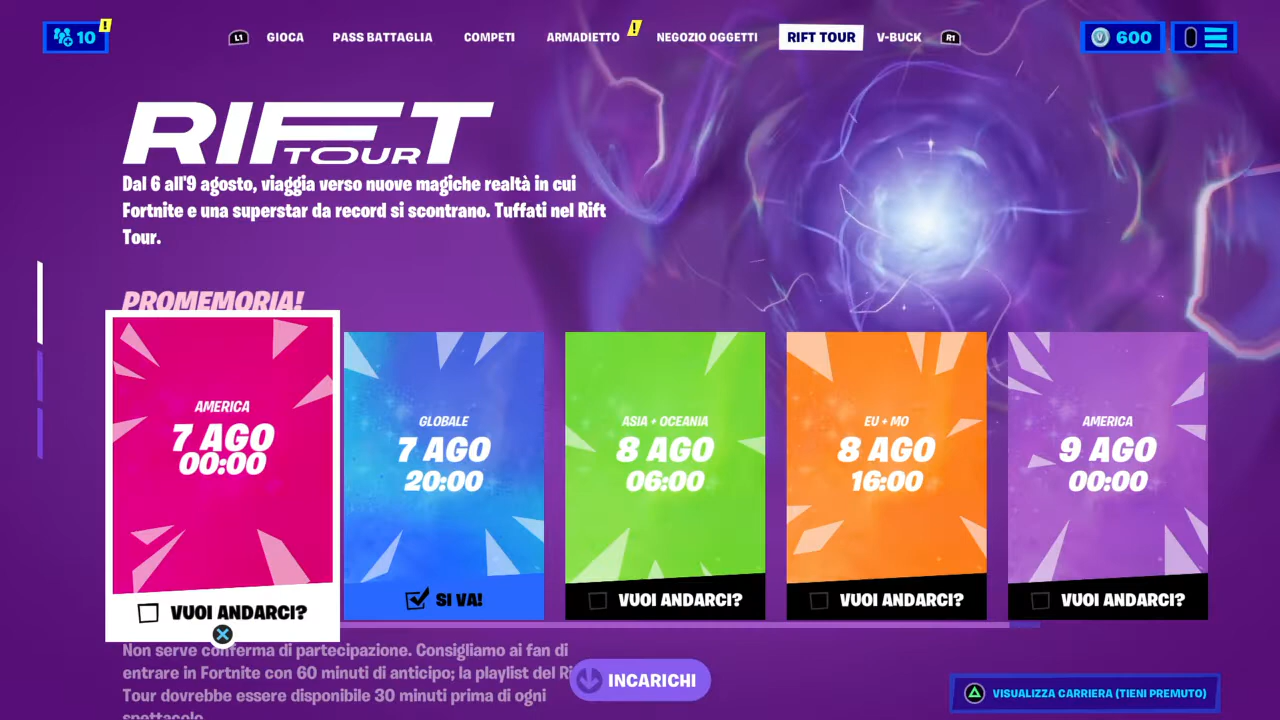 10
!
L1
GIOCA
PASS BATTAGLIA
COMPETI
ARMADIETTO
!
NEGOZIO OGGETTI
RIFT TOUR
V-BUCK
R1
V
600
RIFT
TOUR
Dal 6 all'9 agosto, viaggia verso nuove magiche realtà in cui
Fortnite e una superstar da record si scontrano. Tuffati nel Rift
Tour.
PROMEMORIA!
AMERICA
7 AGO
00:00
VUOI ANDARCI?
GLOBALE
7 AGO
20:00
SI VA!
ASIA + OCEANIA
8 AGO
06:00
VUOI ANDARCI?
EU + MO
8 AGO
16:00
VUOI ANDARCI?
AMERICA
9 AGO
00:00
VUOI ANDARCI?
Non serve conferma di partecipazione. Consigliamo ai fan di
entrare in Fortnite con 60 minuti di anticipo; la playlist del Ri
Tour dovrebbe essere disponibile 30 minuti prima di ogni
spettacolo.
INCARICHI
VISUALIZZA CARRIERA (TIENI PREMUTO)